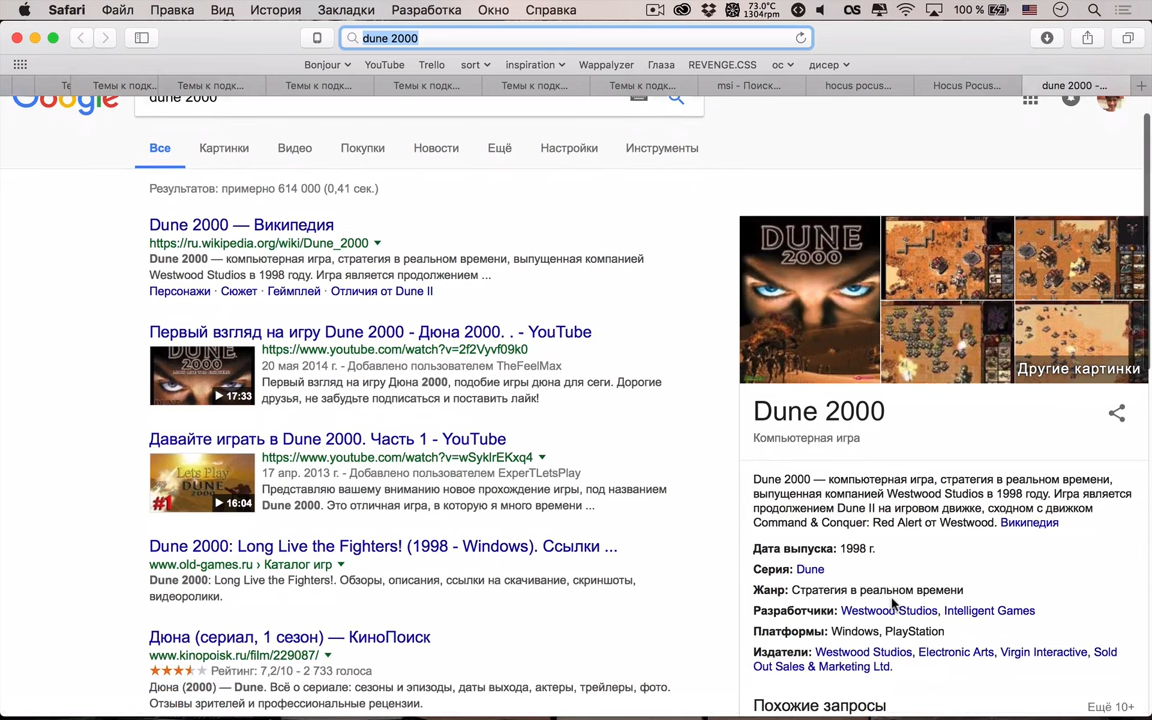 Safari Файл Правка Вид История Закладки Разработка Окно Справка 73.0°C 1304rpm 100 %
dune 2000
Bonjour YouTube Trello sort inspiration Wappalyzer Глаза REVENGE.CSS ос дисер
Те Темы к подк... Темы к подк... Темы к подк... Темы к подк... Темы к подк... Темы к подк... msi - Поиск... hocus pocus... Hocus Pocus... dune 2000 -...
Google dune 2000
Все Картинки Видео Покупки Новости Ещё Настройки Инструменты
Результатов: примерно 614 000 (0,41 сек.)
Dune 2000 — Википедия
https://ru.wikipedia.org/wiki/Dune_2000
Dune 2000 — компьютерная игра, стратегия в реальном времени, выпущенная компанией
Westwood Studios в 1998 году. Игра является продолжением ...
Персонажи · Сюжет · Геймплей · Отличия от Dune II
Первый взгляд на игру Dune 2000 - Дюна 2000. . - YouTube
DUNE
2000
17:33
https://www.youtube.com/watch?v=2f2Vyvf09k0
20 мая 2014 г. - Добавлено пользователем TheFeelMax
Первый взгляд на игру Дюна 2000, подобие игры дюна для сеги. Дорогие
друзья, не забудьте подписаться и поставить лайк!
Давайте играть в Dune 2000. Часть 1 - YouTube
Lets Play
DUNE
2000
#1
16:04
https://www.youtube.com/watch?v=wSyklrEKxq4
17 апр. 2013 г. - Добавлено пользователем ExperTLetsPlay
Представляю вашему вниманию новое прохождение игры, под названием
Dune 2000. Это отличная игра, в которую я много времени ...
Dune 2000: Long Live the Fighters! (1998 - Windows). Ссылки ...
www.old-games.ru › Каталог игр
Dune 2000: Long Live the Fighters!. Обзоры, описания, ссылки на скачивание, скриншоты,
видеоролики.
Дюна (сериал, 1 сезон) — КиноПоиск
www.kinopoisk.ru/film/229087/
Рейтинг: 7,2/10 - 2 733 голоса
Дюна (2000) — Dune. Всё о сериале: сезоны и эпизоды, даты выхода, актеры, трейлеры, фото.
Отзывы зрителей и профессиональные рецензии.
DUNE
2000
Другие картинки
Dune 2000
Компьютерная игра
Dune 2000 — компьютерная игра, стратегия в реальном времени,
выпущенная компанией Westwood Studios в 1998 году. Игра является
продолжением Dune II на игровом движке, сходном с движком
Command & Conquer: Red Alert от Westwood. Википедия
Дата выпуска: 1998 г.
Серия: Dune
Жанр: Стратегия в реальном времени
Разработчики: Westwood Studios, Intelligent Games
Платформы: Windows, PlayStation
Издатели: Westwood Studios, Electronic Arts, Virgin Interactive, Sold
Out Sales & Marketing Ltd.
Похожие запросы Ещё 10+